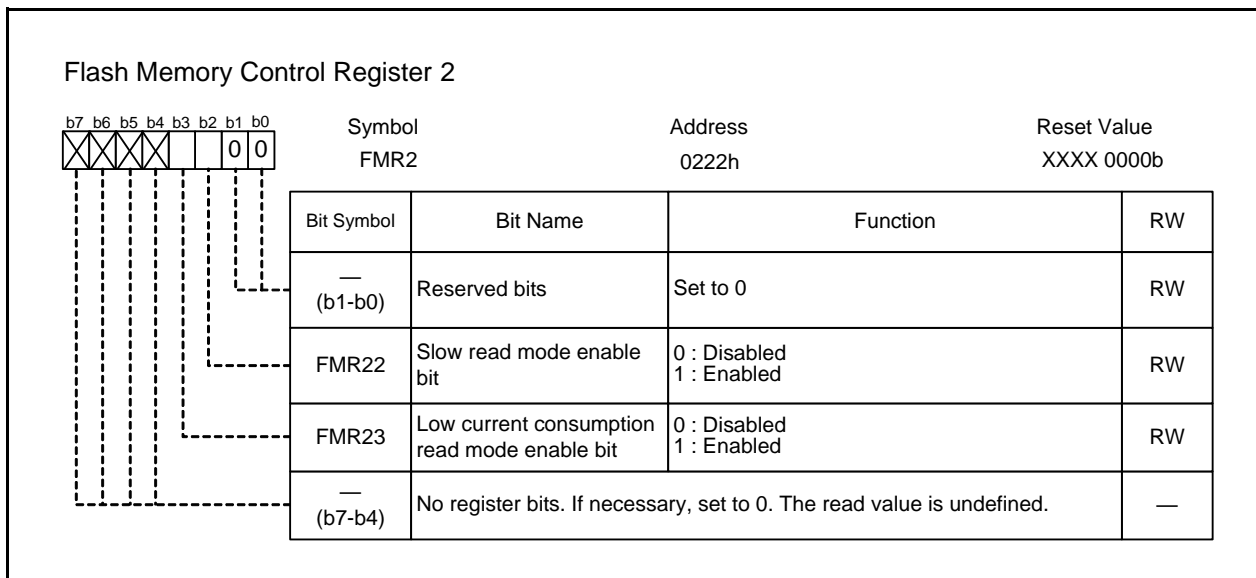 Flash Memory Control Register 2
b7 b6 b5 b4 b3 b2 b1 b0
0 0
Symbol Address Reset Value
FMR2 0222h XXXX 0000b
Bit Symbol Bit Name Function RW
—
(b1-b0) Reserved bits Set to 0 RW
FMR22 Slow read mode enable
bit 0 : Disabled
1 : Enabled RW
FMR23 Low current consumption
read mode enable bit 0 : Disabled
1 : Enabled RW
—
(b7-b4) No register bits. If necessary, set to 0. The read value is undefined. —